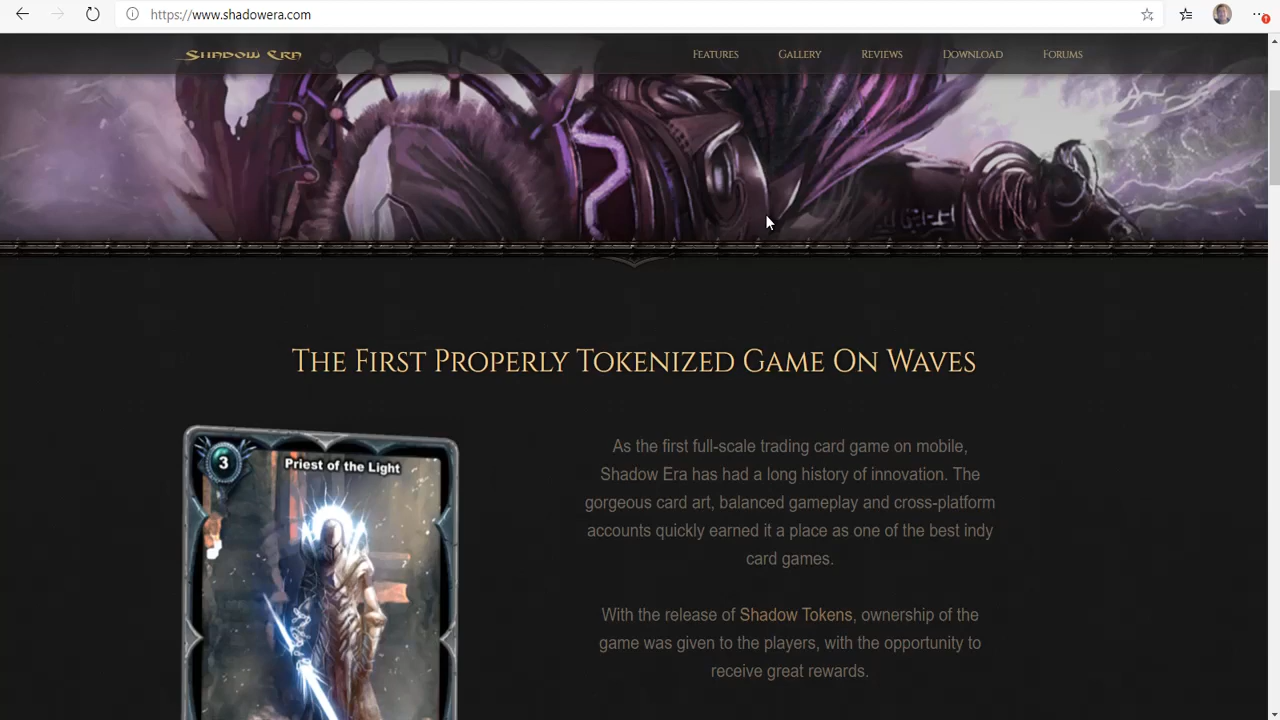 https://www.shadowera.com
Shadow Era
Features
Gallery
Reviews
Download
Forums
The First Properly Tokenized Game On Waves
3
Priest of the Light
As the first full-scale trading card game on mobile,
Shadow Era has had a long history of innovation. The
gorgeous card art, balanced gameplay and cross-platform
accounts quickly earned it a place as one of the best indy
card games.
With the release of Shadow Tokens, ownership of the
game was given to the players, with the opportunity to
receive great rewards.